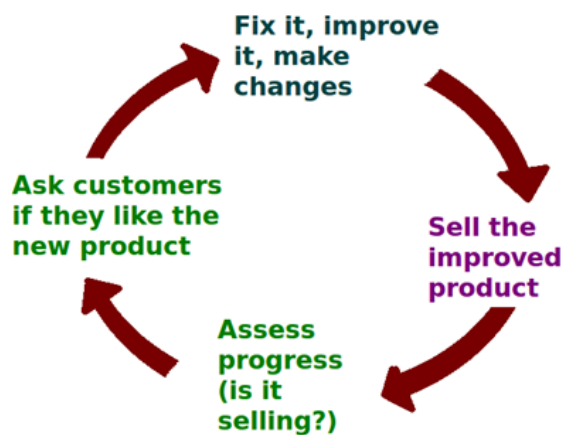 Fix it, improve
it, make
changes
Sell the
improved
product
Assess
progress
(is it
selling?)
Ask customers
if they like the
new product